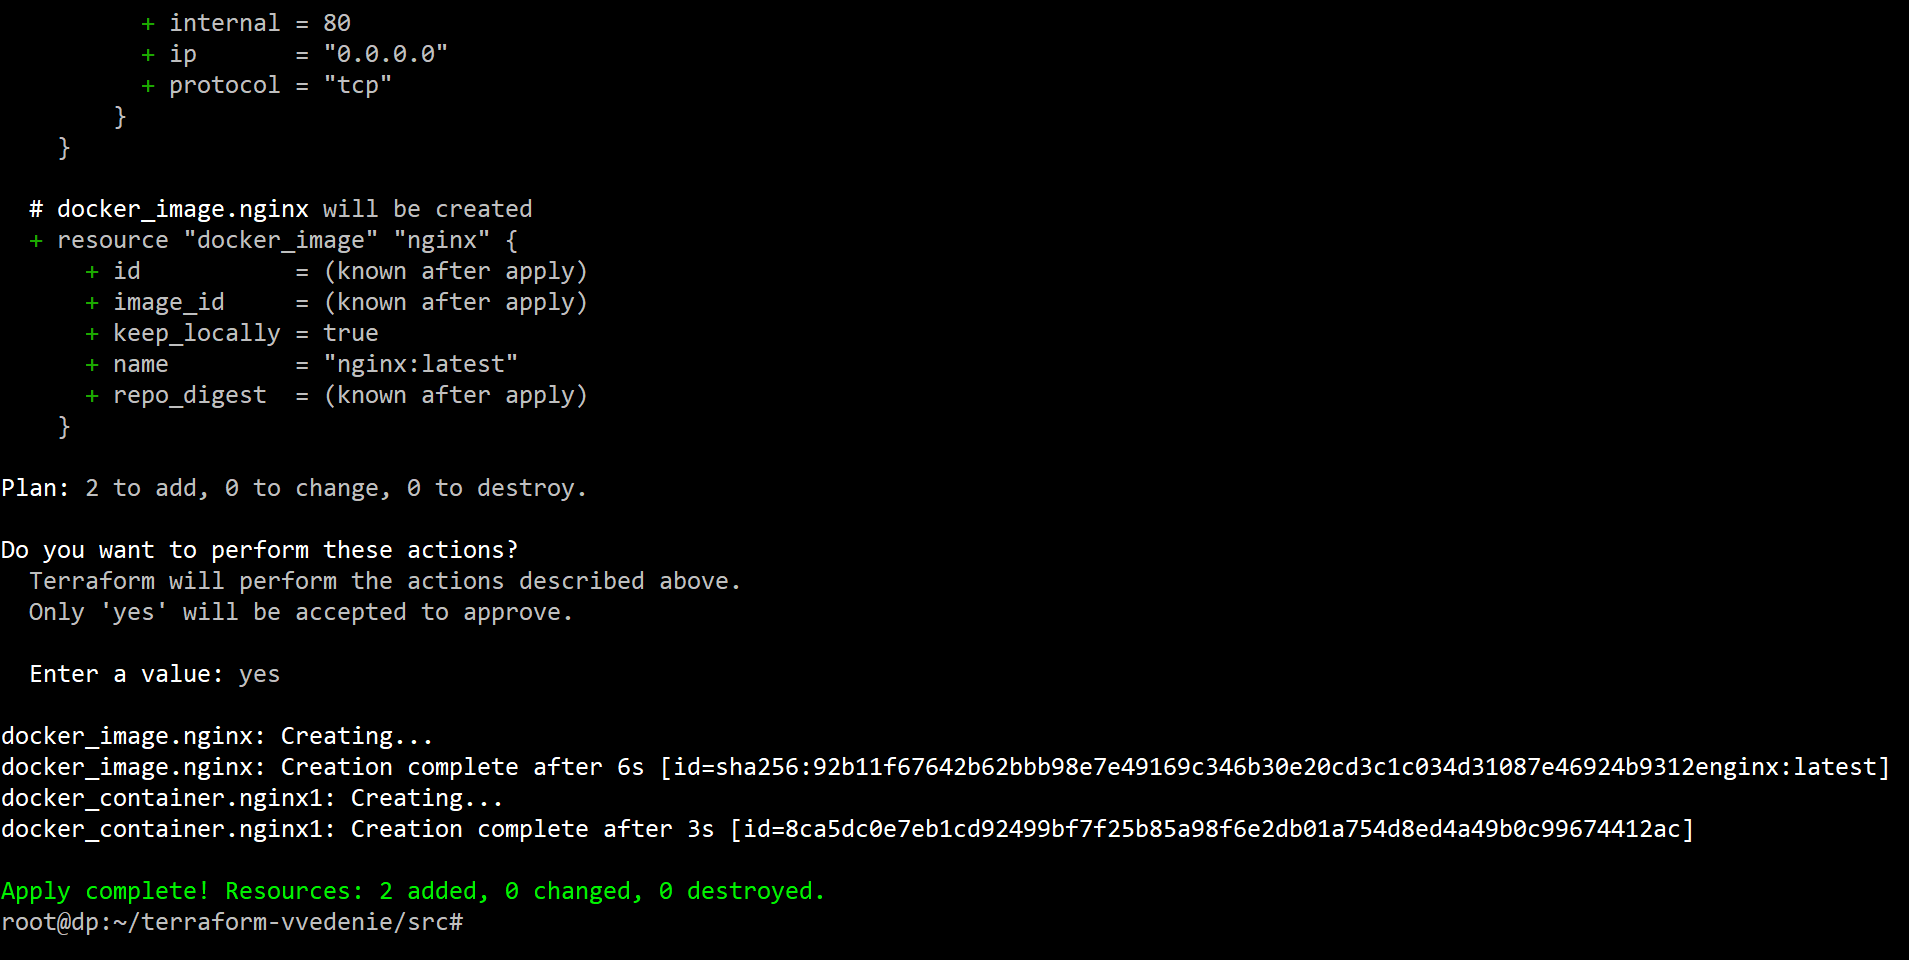 + internal = 80
+ ip       = "0.0.0.0"
+ protocol = "tcp"
}
}
# docker_image.nginx will be created
+ resource "docker_image" "nginx" {
+ id           = (known after apply)
+ image_id     = (known after apply)
+ keep_locally = true
+ name         = "nginx:latest"
+ repo_digest  = (known after apply)
}
Plan: 2 to add, 0 to change, 0 to destroy.
Do you want to perform these actions?
Terraform will perform the actions described above.
Only 'yes' will be accepted to approve.
Enter a value: yes
docker_image.nginx: Creating...
docker_image.nginx: Creation complete after 6s [id=sha256:92b11f67642b62bbb98e7e49169c346b30e20cd3c1c034d31087e46924b9312enginx:latest]
docker_container.nginx1: Creating...
docker_container.nginx1: Creation complete after 3s [id=8ca5dc0e7eb1cd92499bf7f25b85a98f6e2db01a754d8ed4a49b0c99674412ac]
Apply complete! Resources: 2 added, 0 changed, 0 destroyed.
root@dp:~/terraform-vvedenie/src#